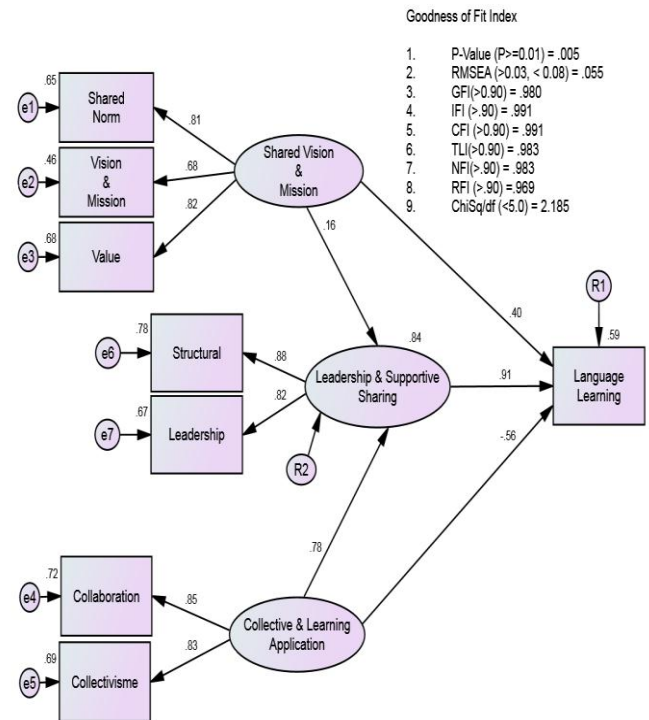 Goodness of Fit Index
1. P-Value (P>=0.01) = .005
2. RMSEA (>0.03, < 0.08) = .055
3. GFI(>0.90) = .980
4. IFI (>.90) = .991
5. CFI (>0.90) = .991
6. TLI(>0.90) = .983
7. NFI(>.90) = .983
8. RFI (>.90) =.969
9. ChiSq/df (<5.0) = 2.185
.65
e1
Shared
Norm
.81
.46
e2
Vision
&
Mission
.68
.68
e3
Value
.82
Shared Vision
&
Mission
.16
.40
R1
.59
Language
Learning
.78
e6
Structural
.88
.84
Leadership & Supportive
Sharing
.91
.67
e7
Leadership
.82
R2
-.56
.78
.72
e4
Collaboration
.85
Collective & Learning
Application
.69
e5
Collectivisme
.83